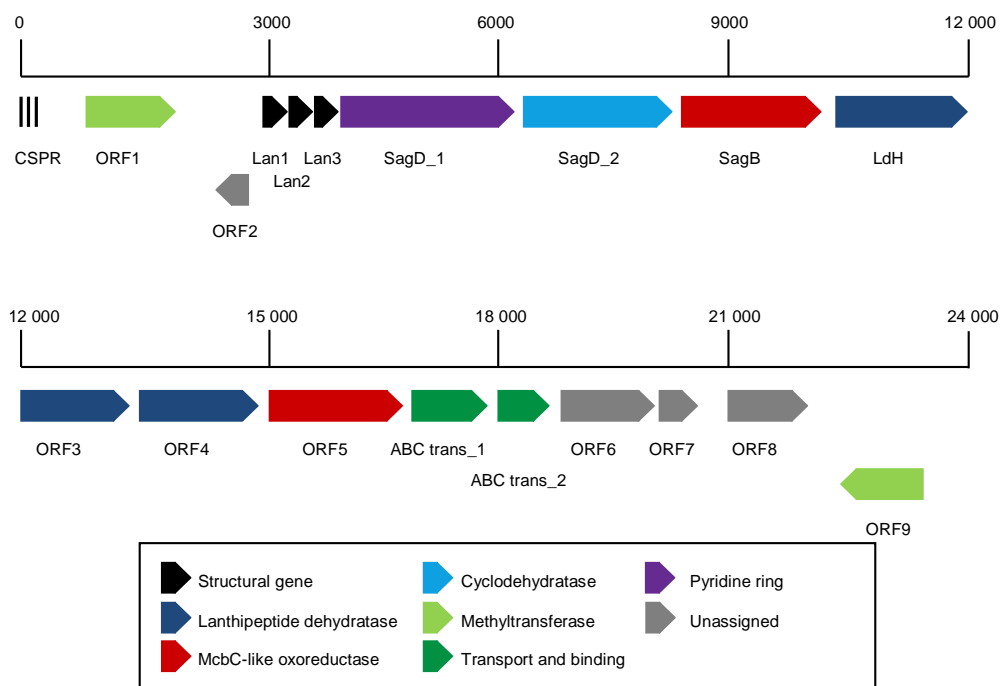 0 3000 6000 9000 12 000
CSPR ORF1 Lan1 Lan3 SagD_1 SagD_2 SagB LdH
Lan2
ORF2
12 000 15 000 18 000 21 000 24 000
ORF3 ORF4 ORF5 ABC trans_1 ORF6 ORF7 ORF8
ABC trans_2
ORF9
Structural gene Cyclodehydratase Pyridine ring
Lanthipeptide dehydratase Methyltransferase Unassigned
McbC-like oxoreductase Transport and binding